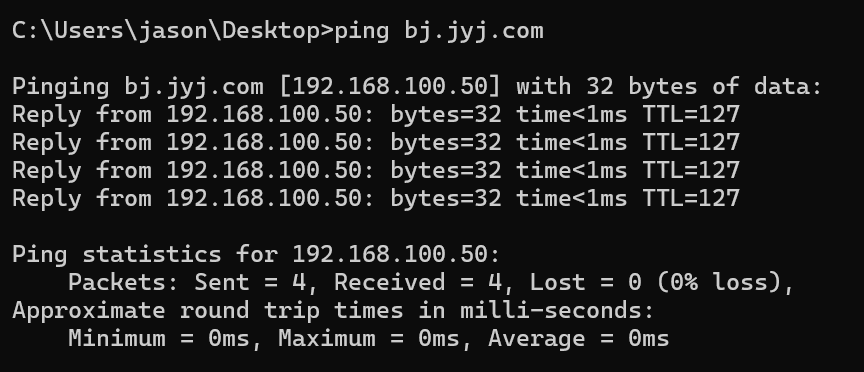 C:\Users\jason\Desktop>ping bj.jyj.com
Pinging bj.jyj.com [192.168.100.50] with 32 bytes of data:
Reply from 192.168.100.50: bytes=32 time<1ms TTL=127
Reply from 192.168.100.50: bytes=32 time<1ms TTL=127
Reply from 192.168.100.50: bytes=32 time<1ms TTL=127
Reply from 192.168.100.50: bytes=32 time<1ms TTL=127
Ping statistics for 192.168.100.50:
    Packets: Sent = 4, Received = 4, Lost = 0 (0% loss),
Approximate round trip times in milli-seconds:
    Minimum = 0ms, Maximum = 0ms, Average = 0ms